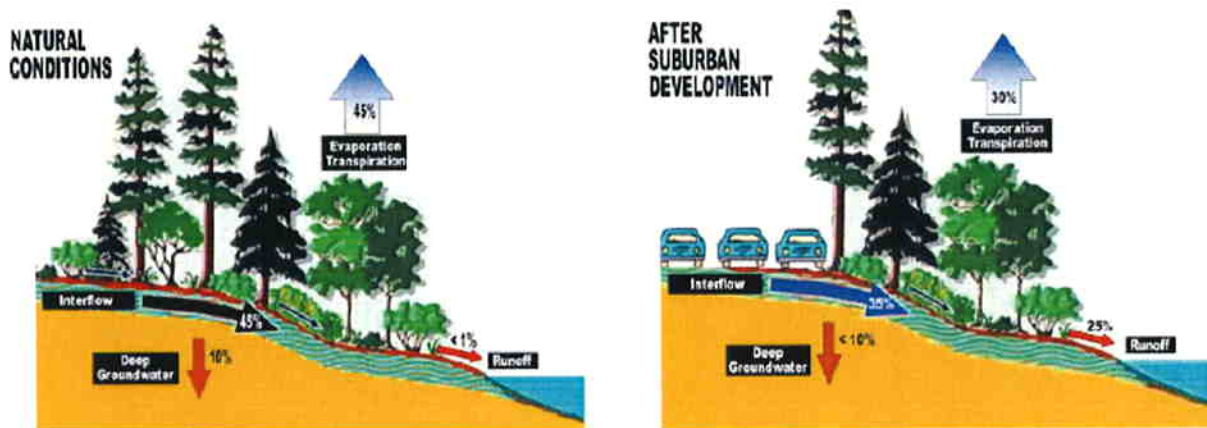 NATURAL
CONDITIONS
45%
Evaporation
Transpiration
Interflow
45%
< 1%
Runoff
Deep
Groundwater
10%
AFTER
SUBURBAN
DEVELOPMENT
30%
Evaporation
Transpiration
Interflow
35%
25%
Runoff
Deep
Groundwater
< 10%